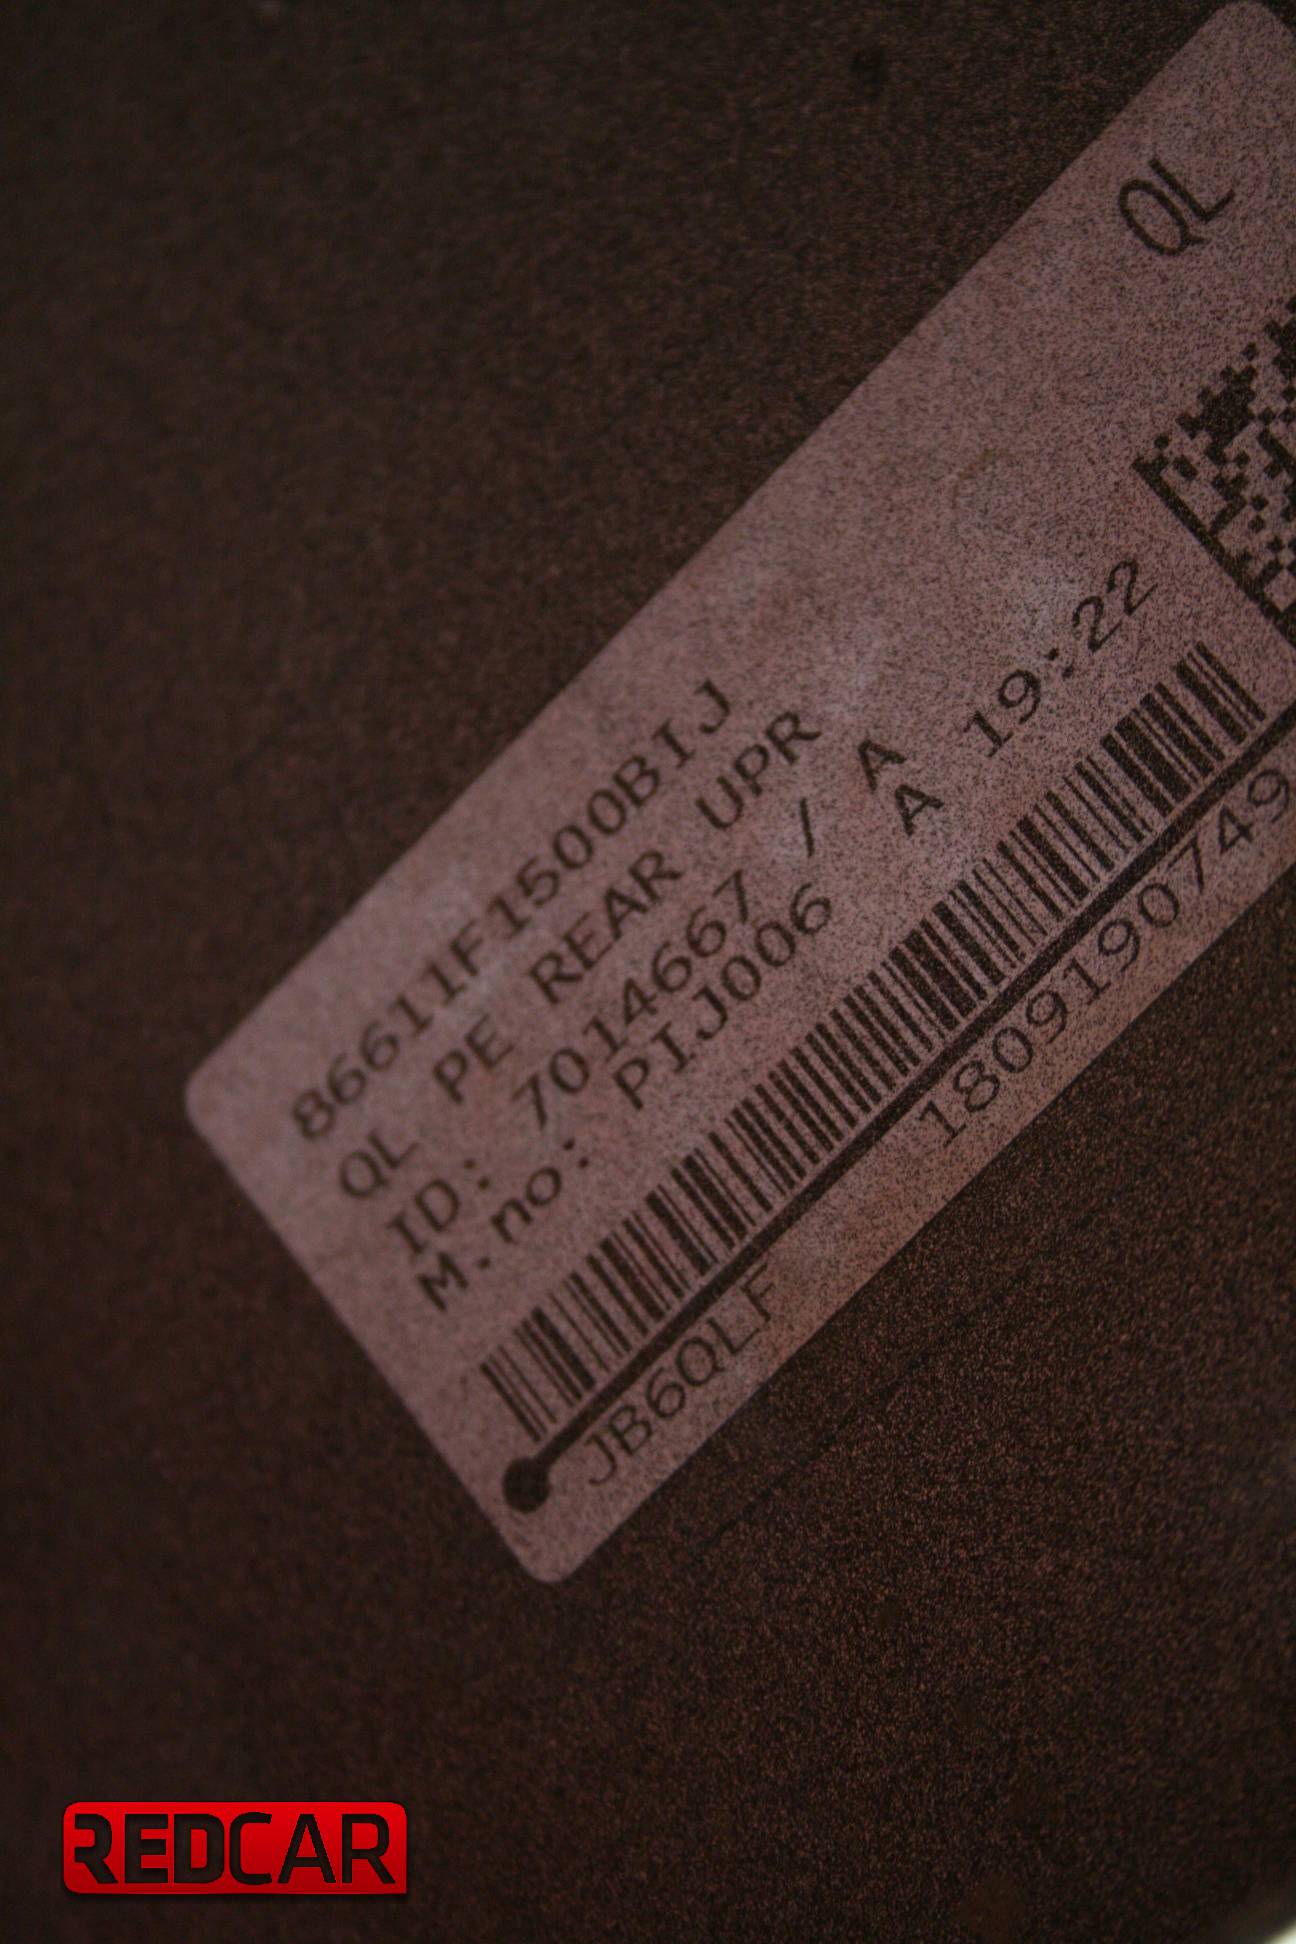 QL
86611F1500BIJ
QL PE REAR UPR
ID: 7014667 / A
M.no: PIJ006 A 19:22
JB6QLF 1809190749
REDCAR